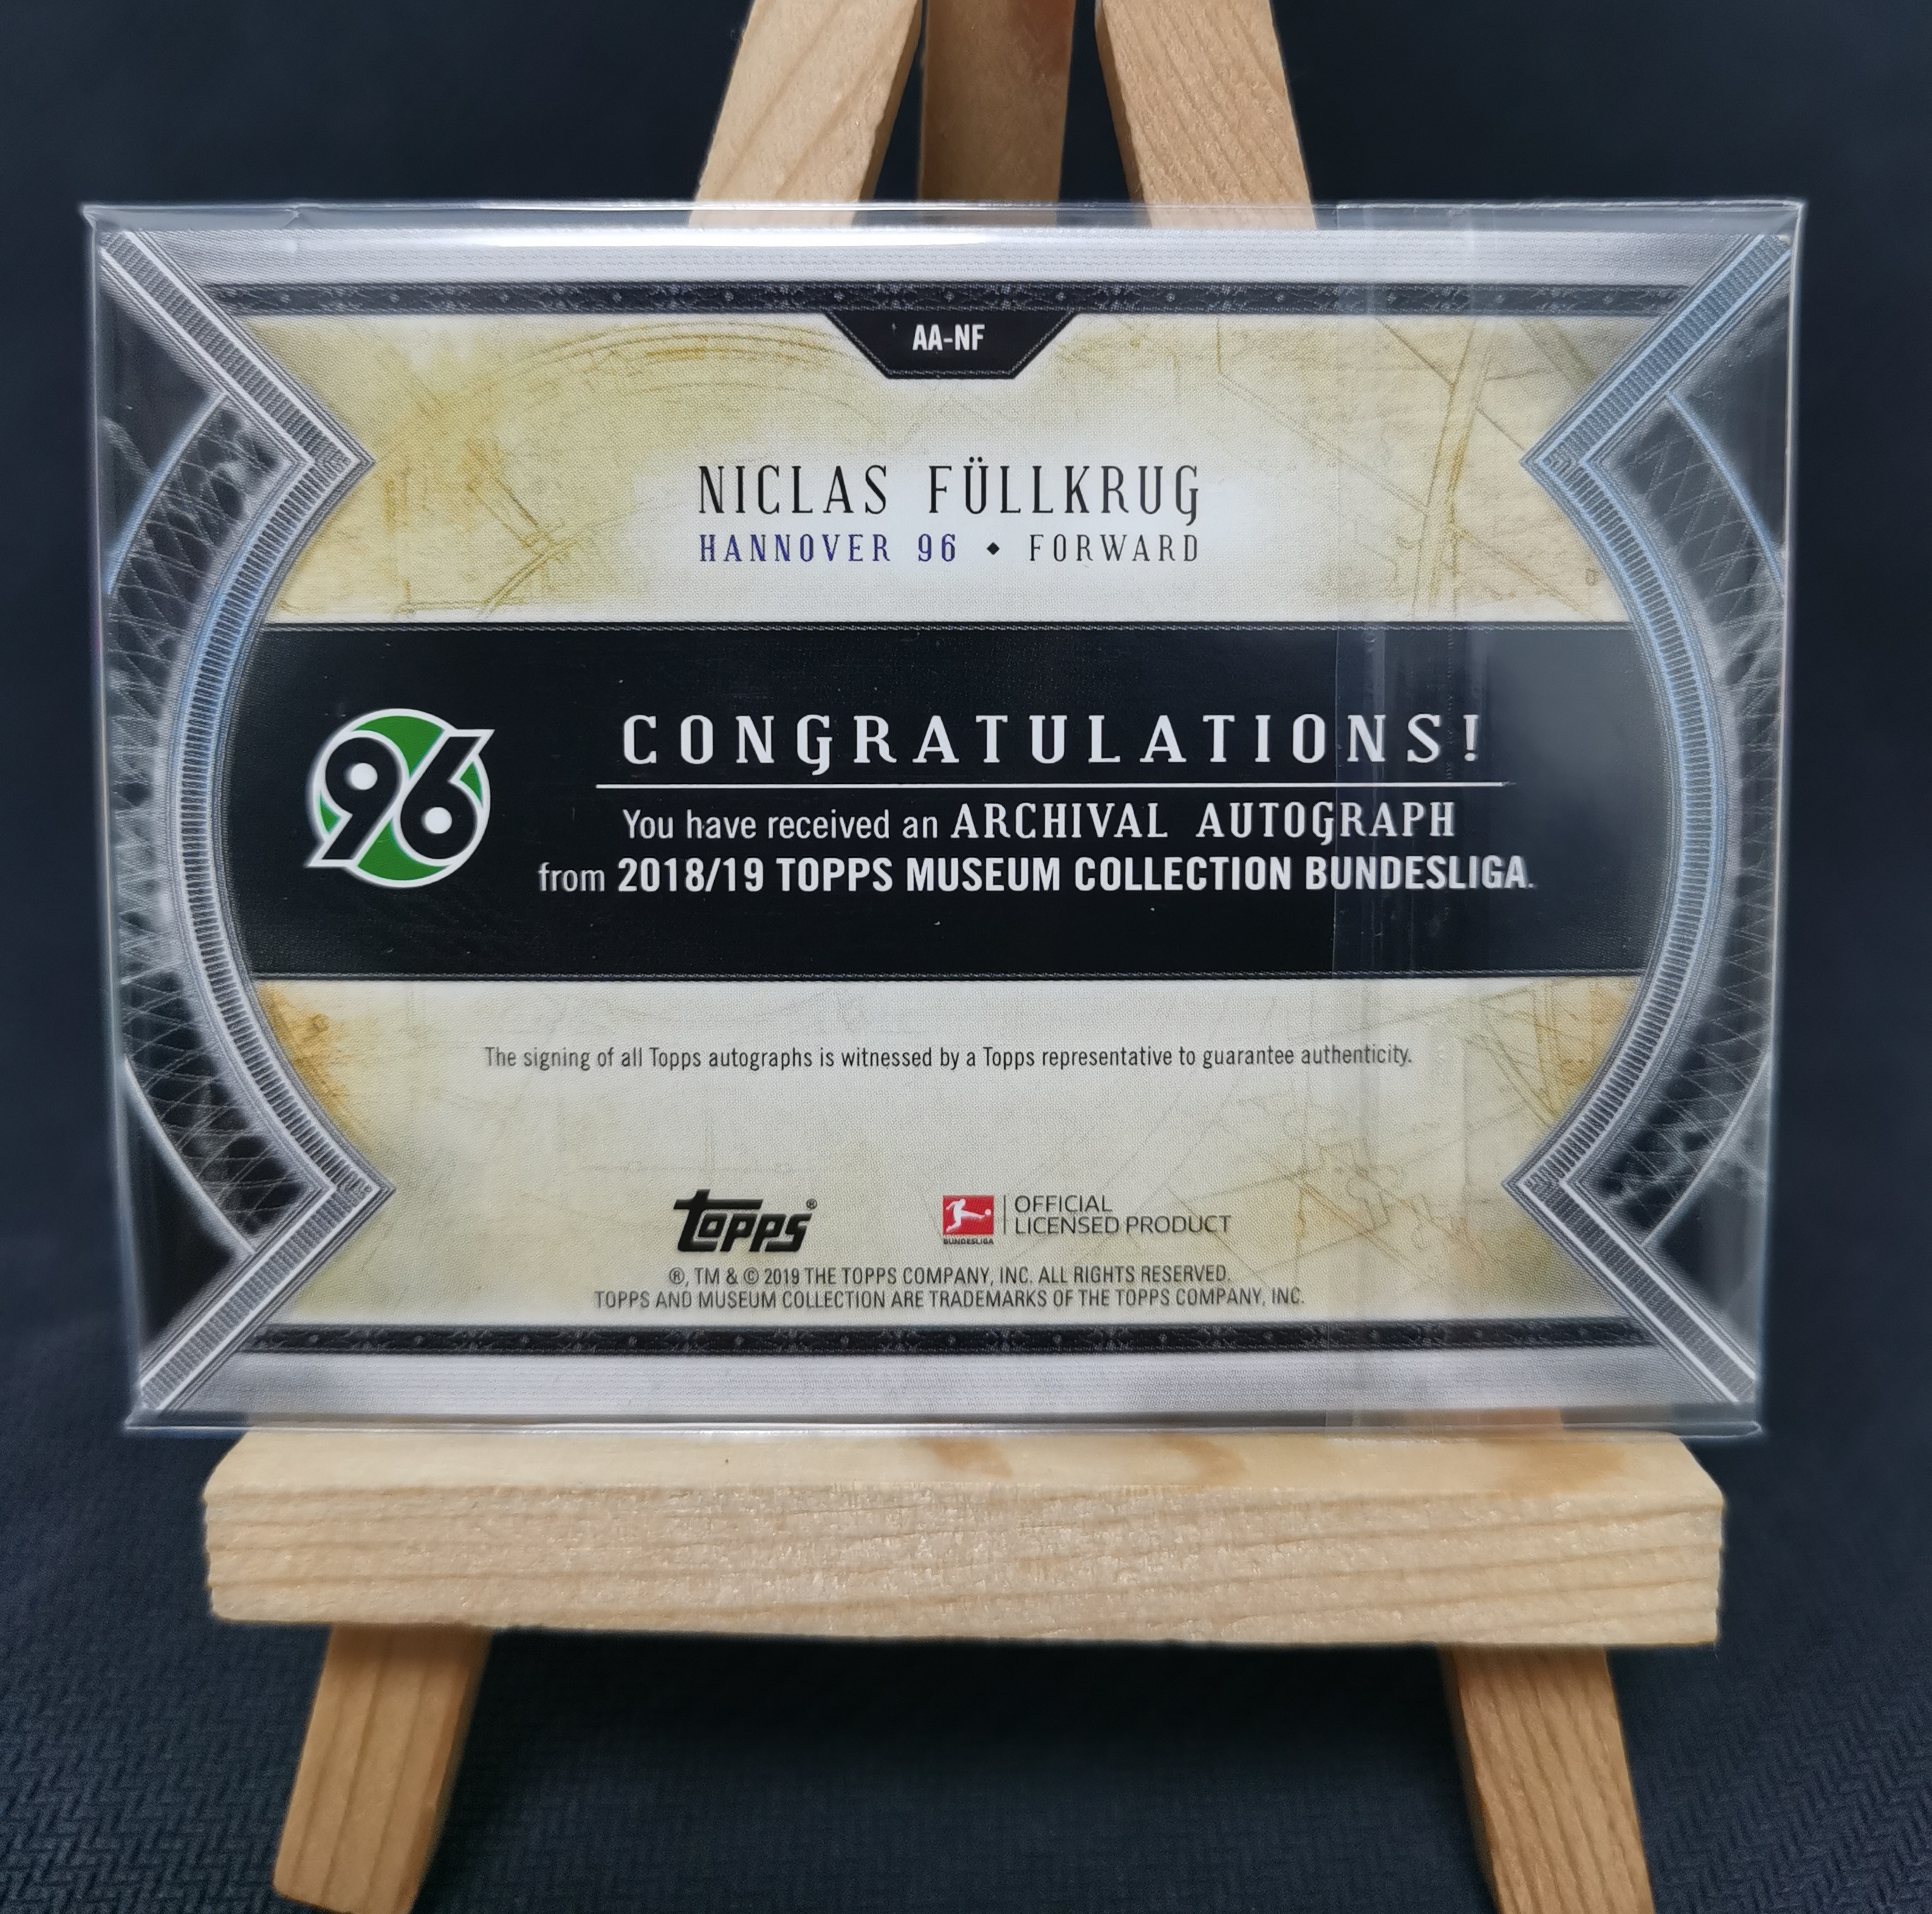 AA-NF
NICLAS FÜLLKRUG
HANNOVER 96 ◆ FORWARD
96
CONGRATULATIONS!
You have received an ARCHIVAL AUTOGRAPH
from 2018/19 TOPPS MUSEUM COLLECTION BUNDESLIGA.
The signing of all Topps autographs is witnessed by a Topps representative to guarantee authenticity.
topps®
BUNDESLIGA
OFFICIAL
LICENSED PRODUCT
®, TM & © 2019 THE TOPPS COMPANY, INC. ALL RIGHTS RESERVED.
TOPPS AND MUSEUM COLLECTION ARE TRADEMARKS OF THE TOPPS COMPANY, INC.